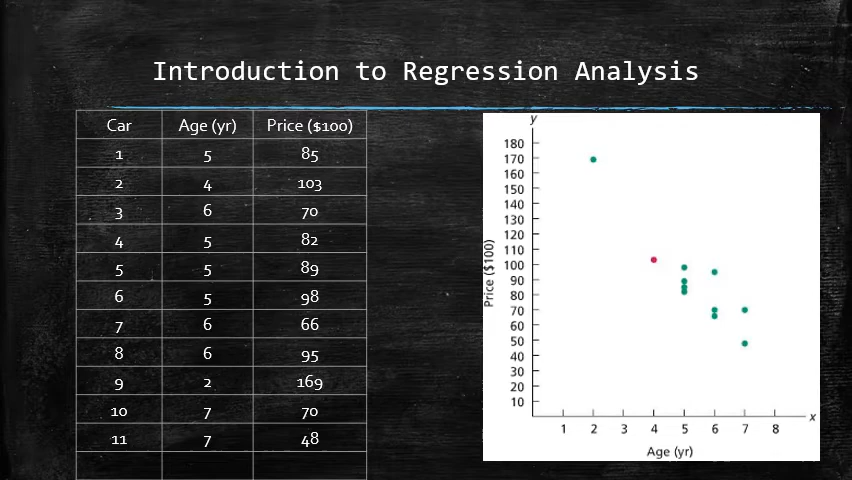 Introduction to Regression Analysis
Car Age (yr) Price ($100)
1 5 85
2 4 103
3 6 70
4 5 82
5 5 89
6 5 98
7 6 66
8 6 95
9 2 169
10 7 70
11 7 48
y
180
170
160
150
140
130
120
110
100
90
80
70
60
50
40
30
20
10
Price ($100)
1 2 3 4 5 6 7 8 x
Age (yr)